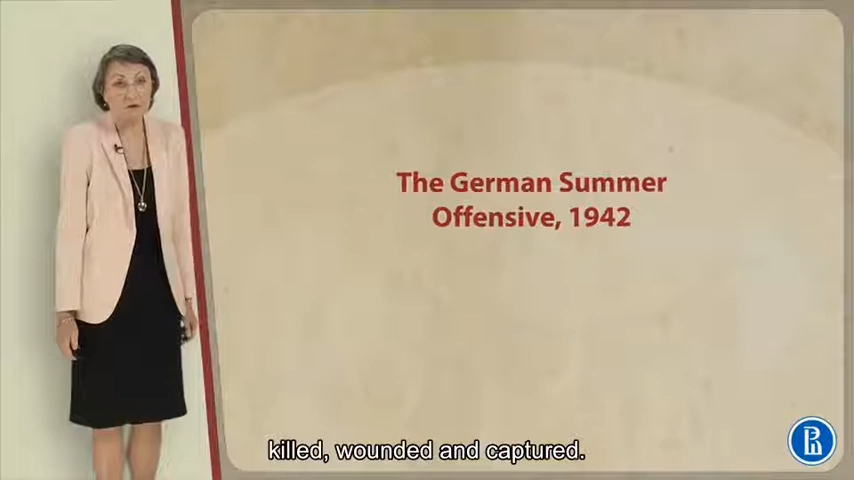 The German Summer
Offensive, 1942
killed, wounded and captured.